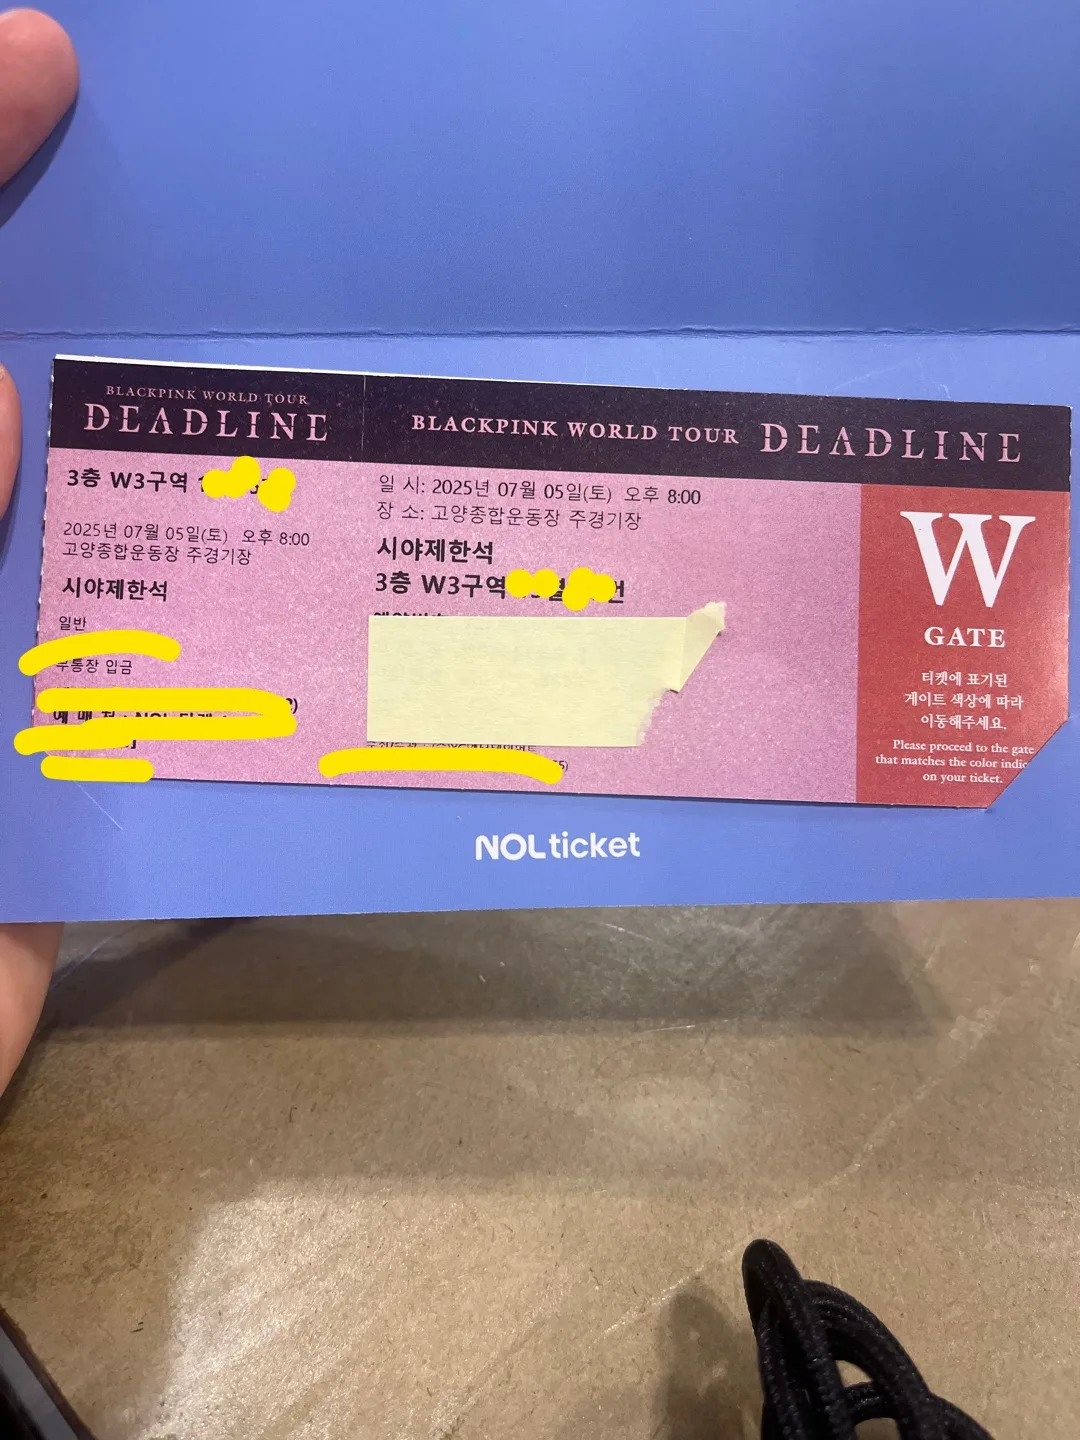 BLACKPINK WORLD TOUR
DEADLINE
3층 W3구역
2025년 07월 05일(토) 오후 8:00
고양종합운동장 주경기장
시야제한석
일반
무통장 입금
BLACKPINK WORLD TOUR DEADLINE
일 시: 2025년 07월 05일(토) 오후 8:00
장 소: 고양종합운동장 주경기장
시야제한석
3층 W3구역
W
GATE
티켓에 표기된
게이트 색상에 따라
이동해주세요.
Please proceed to the gate
that matches the color
on your ticket.
NOL ticket